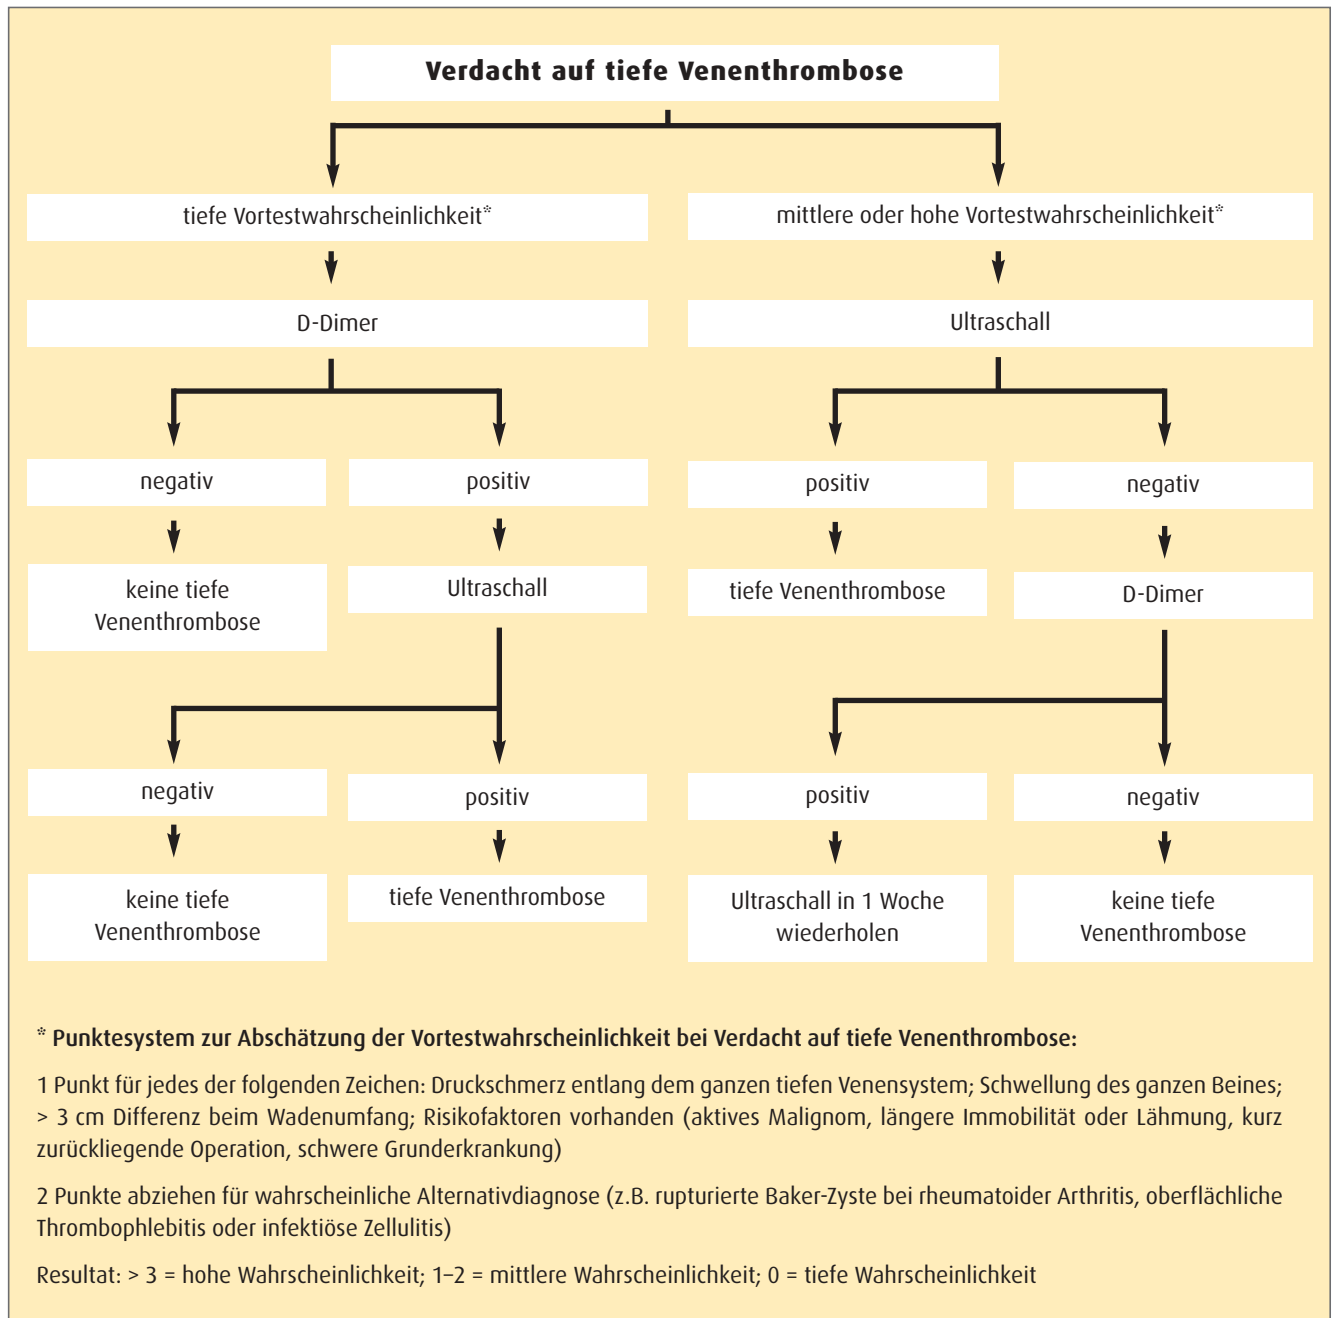 Verdacht auf tiefe Venenthrombose
tiefe Vortestwahrscheinlichkeit*
mittlere oder hohe Vortestwahrscheinlichkeit*
D-Dimer
Ultraschall
negativ
positiv
positiv
negativ
keine tiefe
Venenthrombose
Ultraschall
tiefe Venenthrombose
D-Dimer
negativ
positiv
positiv
negativ
keine tiefe
Venenthrombose
tiefe Venenthrombose
Ultraschall in 1 Woche
wiederholen
keine tiefe
Venenthrombose
* Punktesystem zur Abschätzung der Vortestwahrscheinlichkeit bei Verdacht auf tiefe Venenthrombose:
1 Punkt für jedes der folgenden Zeichen: Druckschmerz entlang dem ganzen tiefen Venensystem; Schwellung des ganzen Beines;
> 3 cm Differenz beim Wadenumfang; Risikofaktoren vorhanden (aktives Malignom, längere Immobilität oder Lähmung, kurz
zurückliegende Operation, schwere Grunderkrankung)
2 Punkte abziehen für wahrscheinliche Alternativdiagnose (z.B. rupturierte Baker-Zyste bei rheumatoider Arthritis, oberflächliche
Thrombophlebitis oder infektiöse Zellulitis)
Resultat: > 3 = hohe Wahrscheinlichkeit; 1–2 = mittlere Wahrscheinlichkeit; 0 = tiefe Wahrscheinlichkeit